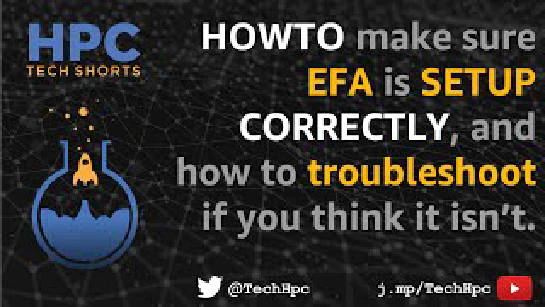 HPC
TECH SHORTS
HOWTO make sure
EFA is SETUP
CORRECTLY, and
how to troubleshoot
if you think it isn't.
@TechHpc
j.mp/TechHPC